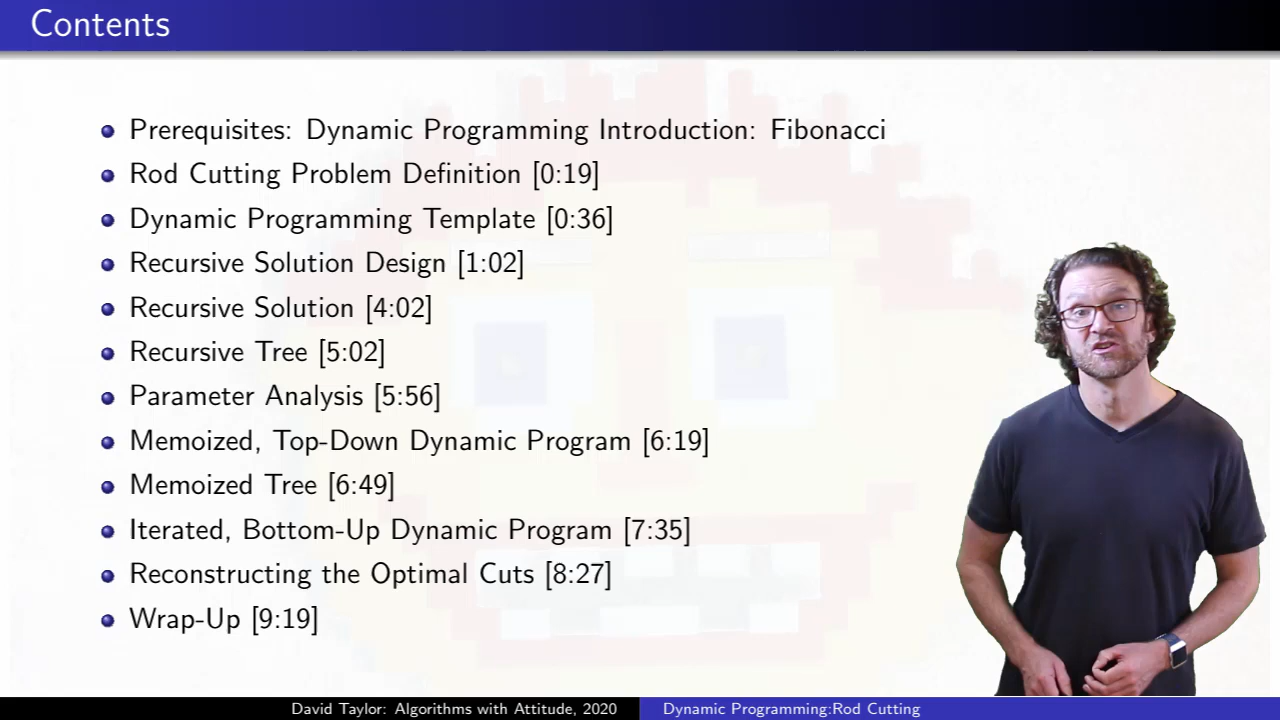 Contents
Prerequisites: Dynamic Programming Introduction: Fibonacci
Rod Cutting Problem Definition [0:19]
Dynamic Programming Template [0:36]
Recursive Solution Design [1:02]
Recursive Solution [4:02]
Recursive Tree [5:02]
Parameter Analysis [5:56]
Memoized, Top-Down Dynamic Program [6:19]
Memoized Tree [6:49]
Iterated, Bottom-Up Dynamic Program [7:35]
Reconstructing the Optimal Cuts [8:27]
Wrap-Up [9:19]
David Taylor: Algorithms with Attitude, 2020
Dynamic Programming:Rod Cutting